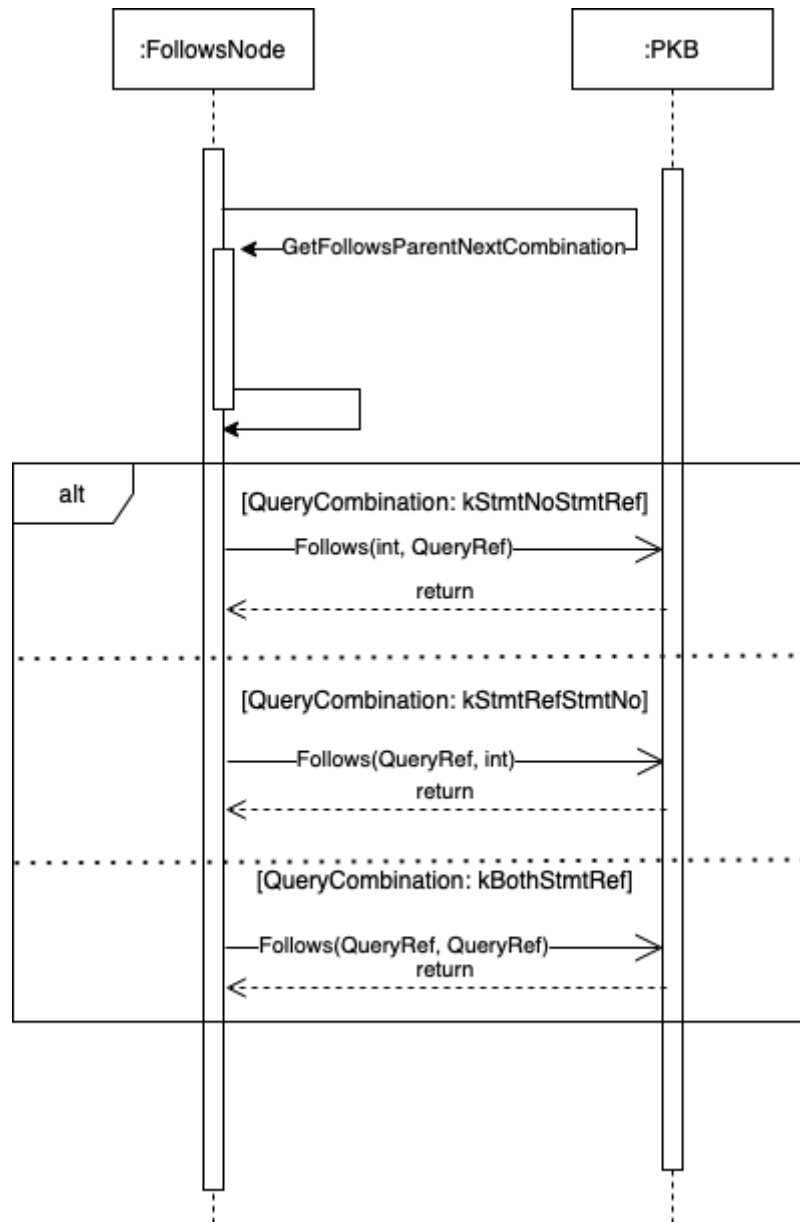 :FollowsNode
:PKB
GetFollowsParentNextCombination
alt
[QueryCombination: kStmtNoStmtRef]
Follows(int, QueryRef)
return
[QueryCombination: kStmtRefStmtNo]
Follows(QueryRef, int)
return
[QueryCombination: kBothStmtRef]
Follows(QueryRef, QueryRef)
return